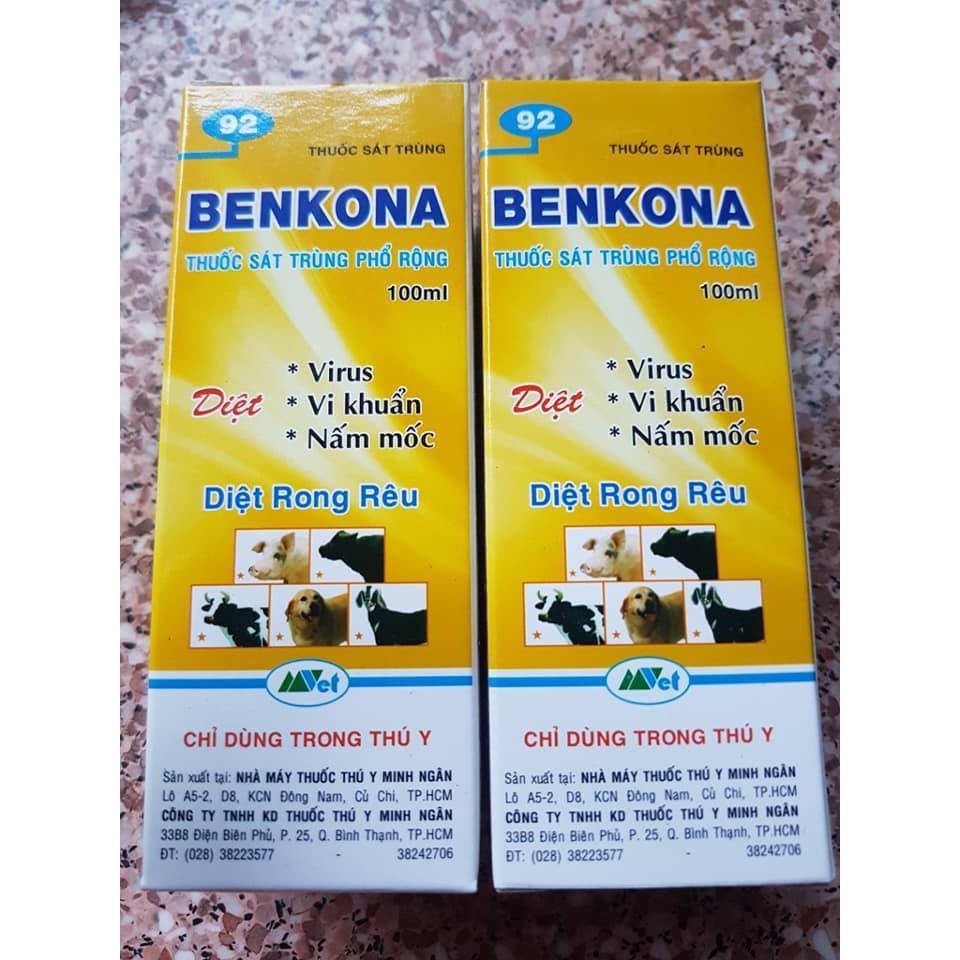 92
THUỐC SÁT TRÙNG
BENKONA
THUỐC SÁT TRÙNG PHỔ RỘNG
100ml
Diệt
* Virus
* Vi khuẩn
* Nấm mốc
Diệt Rong Rêu
MVet
CHỈ DÙNG TRONG THÚ Y
Sản xuất tại: NHÀ MÁY THUỐC THÚ Y MINH NGÂN
Lô A5-2, D8, KCN Đông Nam, Củ Chi, TP.HCM
CÔNG TY TNHH KD THUỐC THÚ Y MINH NGÂN
33B8 Điện Biên Phủ, P. 25, Q. Bình Thạnh, TP.HCM
ĐT: (028) 38223577 - 38242706
92
THUỐC SÁT TRÙNG
BENKONA
THUỐC SÁT TRÙNG PHỔ RỘNG
100ml
Diệt
* Virus
* Vi khuẩn
* Nấm mốc
Diệt Rong Rêu
MVet
CHỈ DÙNG TRONG THÚ Y
Sản xuất tại: NHÀ MÁY THUỐC THÚ Y MINH NGÂN
Lô A5-2, D8, KCN Đông Nam, Củ Chi, TP.HCM
CÔNG TY TNHH KD THUỐC THÚ Y MINH NGÂN
33B8 Điện Biên Phủ, P. 25, Q. Bình Thạnh, TP.HCM
ĐT: (028) 38223577 - 38242706